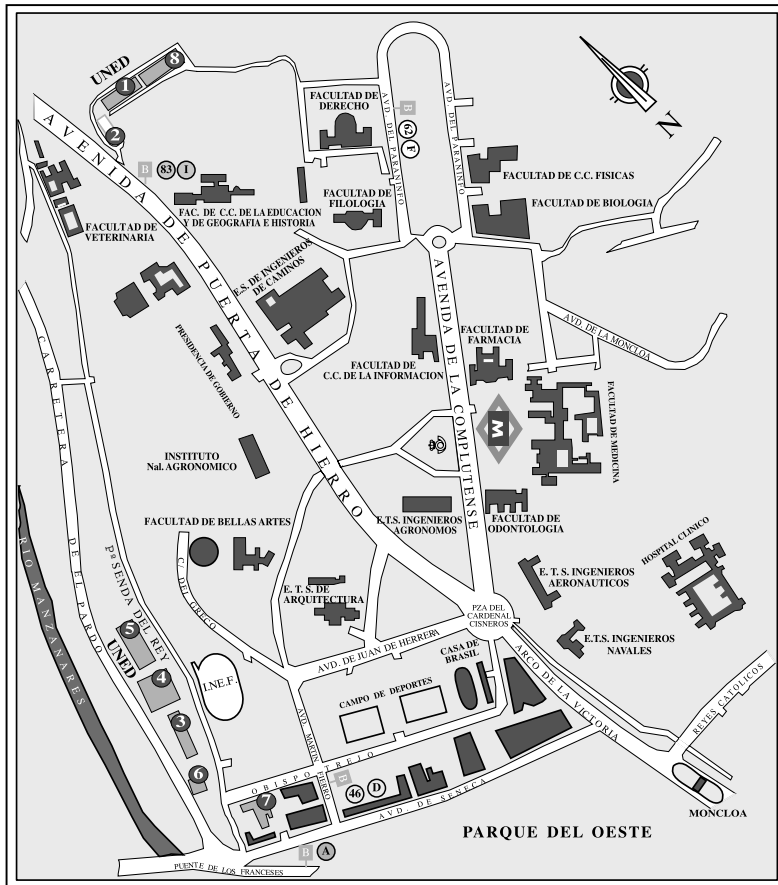 UNED
1
8
2
AVENIDA DE PUERTA DE HIERRO
B
83
I
FACULTAD DE
DERECHO
AVD. DEL PARANINFO
B
62
F
AVD. DEL PARANINFO
N
FACULTAD DE C.C. FISICAS
FACULTAD DE BIOLOGIA
FACULTAD DE
FILOLOGIA
FAC. DE C.C. DE LA EDUCACION
Y DE GEOGRAFIA E HISTORIA
FACULTAD DE
VETERINARIA
E.S. DE INGENIEROS
DE CAMINOS
AVENIDA DE LA COMPLUTENSE
AVD. DE LA MONCLOA
PRESIDENCIA DE GOBIERNO
FACULTAD DE
FARMACIA
FACULTAD DE
C.C. DE LA INFORMACION
FACULTAD DE MEDICINA
M
CARRETERA DE EL PARDO
INSTITUTO
Nal. AGRONOMICO
E.T.S. INGENIEROS
AGRONOMOS
FACULTAD DE
ODONTOLOGIA
FACULTAD DE BELLAS ARTES
HOSPITAL CLINICO
RIO MANZANARES
Pº SENDA DEL REY
C/. DEL GRECO
E. T. S. DE
ARQUITECTURA
E. T. S. INGENIEROS
AERONAUTICOS
PZA DEL
CARDENAL
CISNEROS
E.T.S. INGENIEROS
NAVALES
5
UNED
4
3
6
I.NE.F.
AVD. DE JUAN DE HERRERA
CASA DE
BRASIL
CAMPO DE DEPORTES
ARCO DE LA VICTORIA
REYES CATOLICOS
AVD. MARTIN FIERRO
OBISPO TREJO
B
46
D
7
AVD. DE SENECA
MONCLOA
PARQUE DEL OESTE
B
A
PUENTE DE LOS FRANCESES